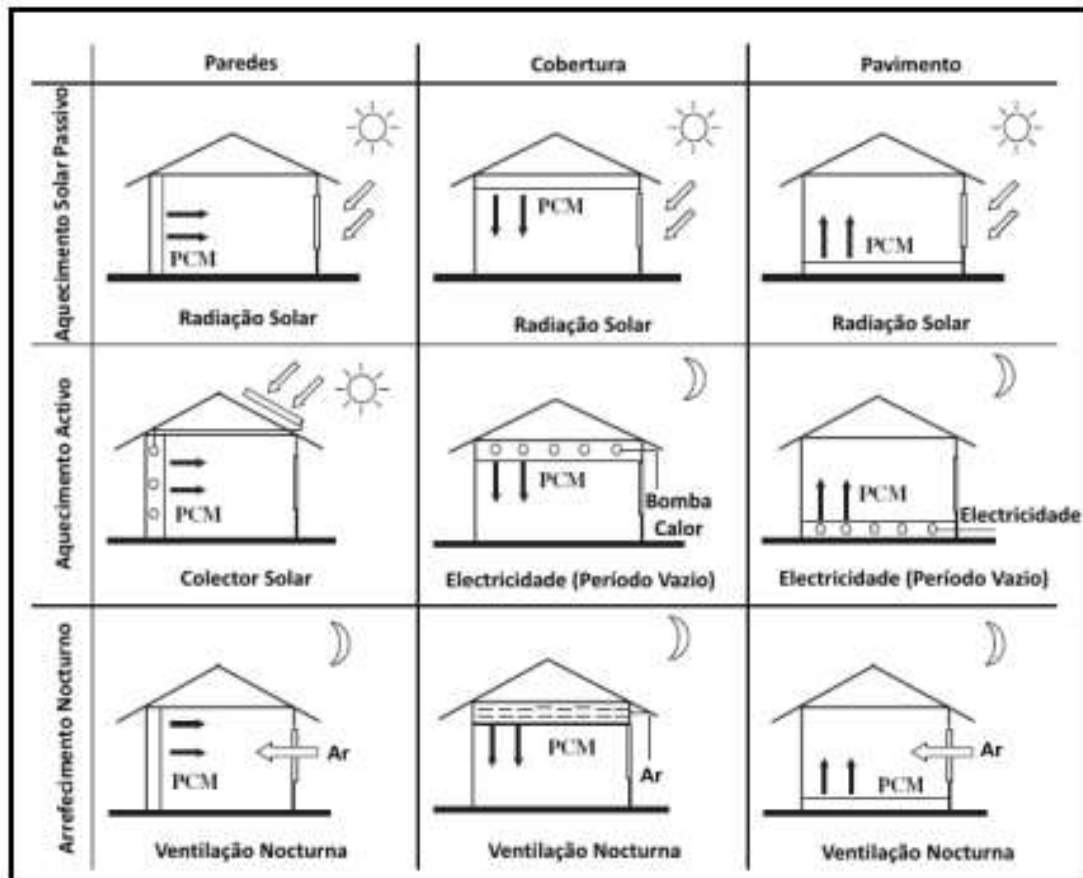 Paredes
Cobertura
Pavimento
Aquecimento Solar Passivo
PCM
Radiação Solar
PCM
Radiação Solar
PCM
Radiação Solar
Aquecimento Activo
PCM
Colector Solar
PCM
Bomba
Calor
Electricidade (Período Vazio)
PCM
Electricidade
Electricidade (Período Vazio)
Arrefecimento Nocturno
PCM
Ar
Ventilação Nocturna
PCM
Ar
Ventilação Nocturna
PCM
Ar
Ventilação Nocturna